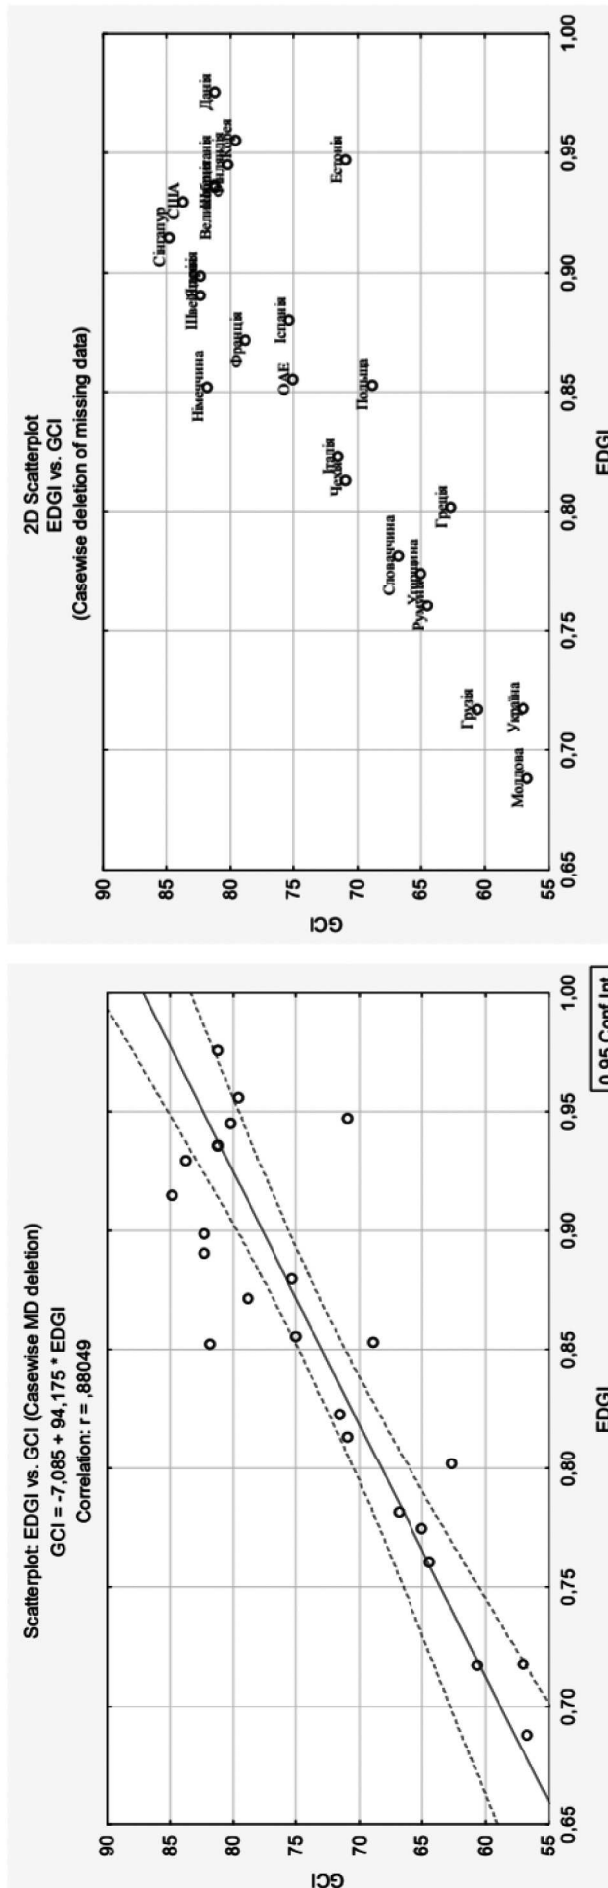 Scatterplot: EDGI vs. GCI (Casewise MD deletion)
GCI = -7,085 + 94,175 * EDGI
Correlation: r = ,88049
90
85
80
75
70
65
60
55
GCI
0,65
0,70
0,75
0,80
0,85
0,90
0,95
1,00
EDGI
0,95 Conf.Int.
2D Scatterplot
EDGI vs. GCI
(Casewise deletion of missing data)
90
85
80
75
70
65
60
55
GCI
Сінгапур
США
Данія
Корея
Німеччина
Франція
Іспанія
ОАЕ
Естонія
Польща
Італія
Чехія
Словаччина
Греція
Грузія
Україна
Молдова
0,65
0,70
0,75
0,80
0,85
0,90
0,95
1,00
EDGI